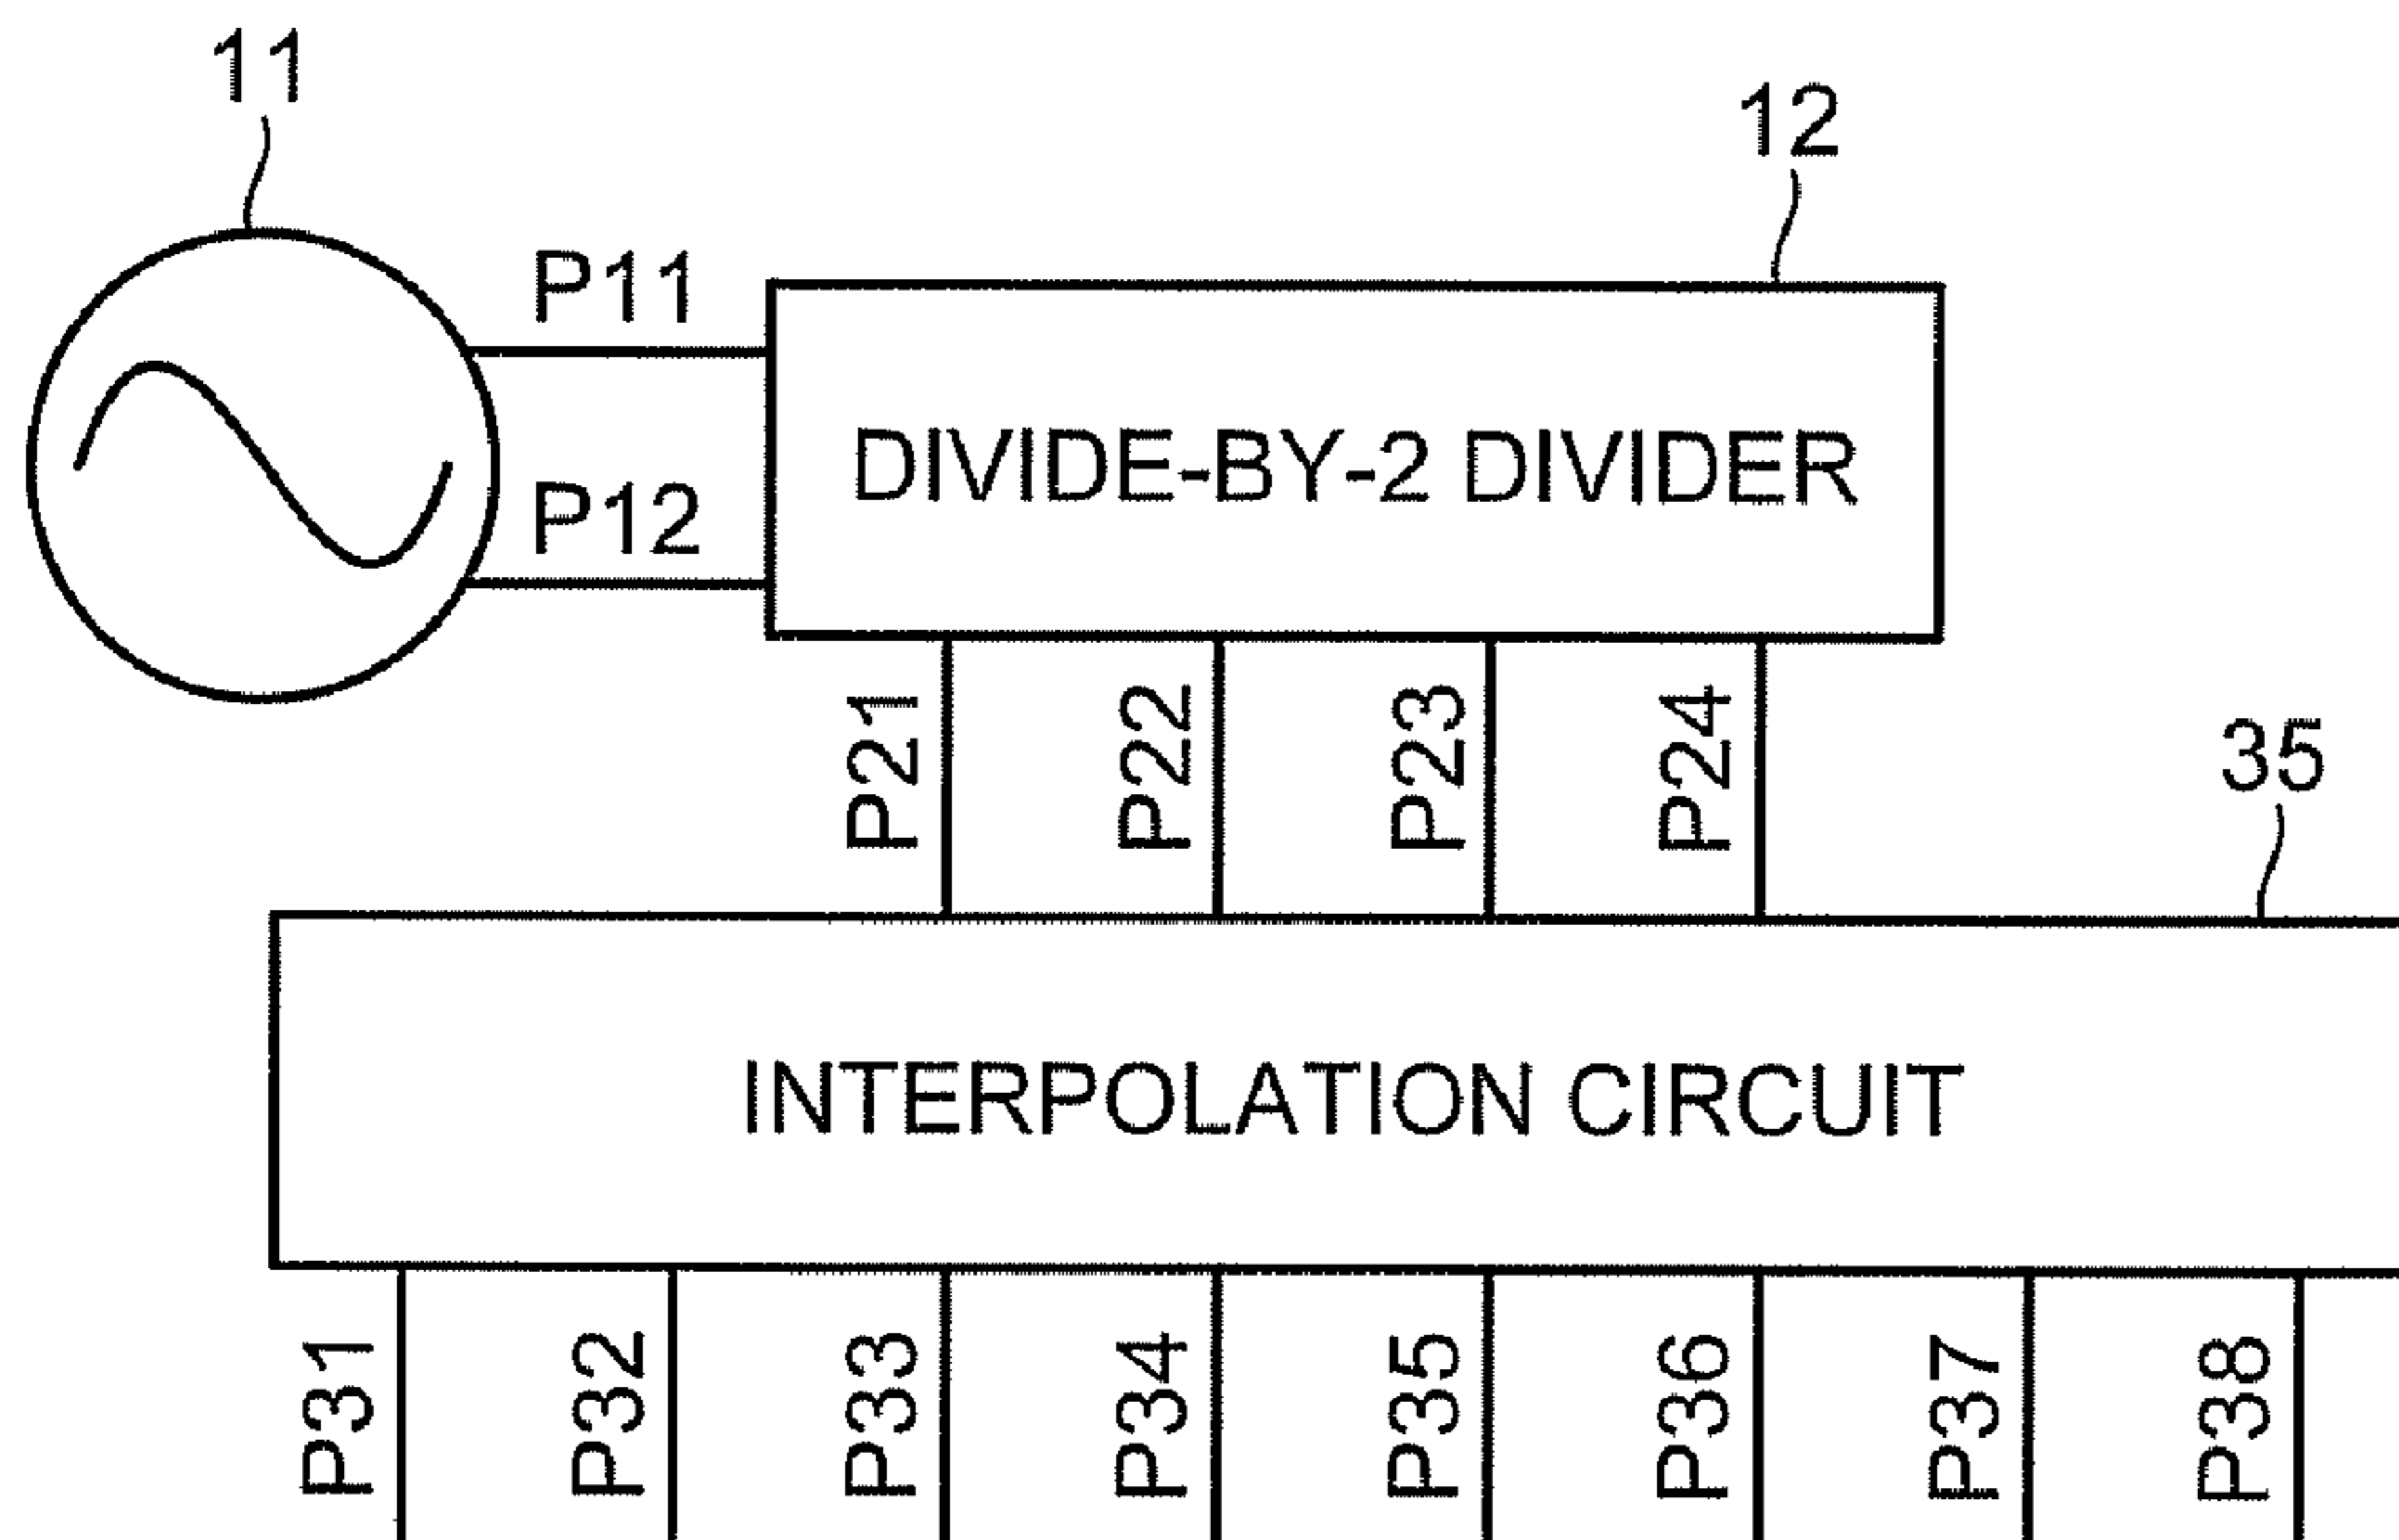 11
12
P11
DIVIDE-BY-2 DIVIDER
P12
P21
P22
P23
P24
35
INTERPOLATION CIRCUIT
P31
P32
P33
P34
P35
P36
P37
P38